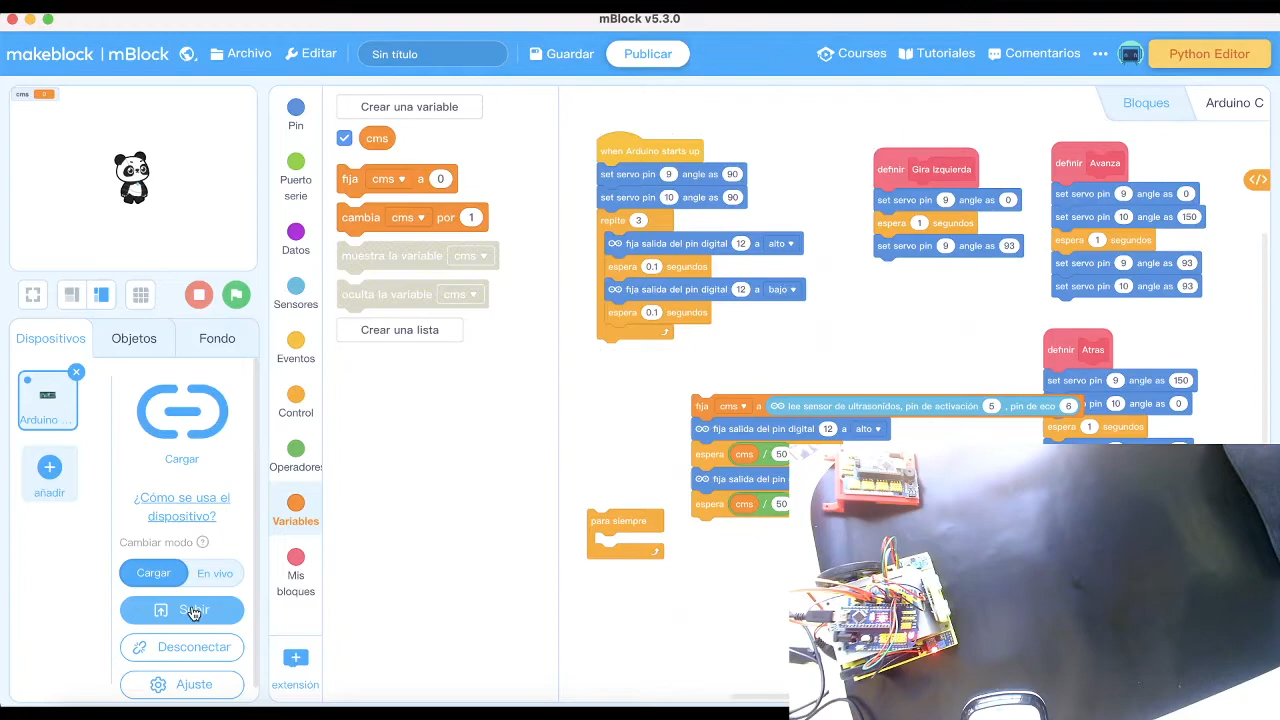 mBlock v5.3.0
makeblock | mBlock
Archivo
Editar
Sin título
Guardar
Publicar
Courses
Tutoriales
Comentarios
Python Editor
cms 0
Dispositivos
Objetos
Fondo
Arduino ...
añadir
Cargar
¿Cómo se usa el
dispositivo?
Cambiar modo
Cargar
En vivo
Subir
Desconectar
Ajuste
Pin
Puerto
serie
Datos
Sensores
Eventos
Control
Operadores
Variables
Mis
bloques
extensión
Crear una variable
cms
fija cms a 0
cambia cms por 1
muestra la variable cms
oculta la variable cms
Crear una lista
Bloques
Arduino C
when Arduino starts up
set servo pin 9 angle as 90
set servo pin 10 angle as 90
repite 3
fija salida del pin digital 12 a alto
espera 0.1 segundos
fija salida del pin digital 12 a bajo
espera 0.1 segundos
definir Gira Izquierda
set servo pin 9 angle as 0
espera 1 segundos
set servo pin 9 angle as 93
definir Avanza
set servo pin 9 angle as 0
set servo pin 10 angle as 150
espera 1 segundos
set servo pin 9 angle as 93
set servo pin 10 angle as 93
definir Atras
set servo pin 9 angle as 150
pin 10 angle as 0
espera 1 segundos
fija cms a lee sensor de ultrasonidos, pin de activación 5 , pin de eco 6
fija salida del pin digital 12 a alto
espera cms / 50
fija salida del pin
espera cms / 50
para siempre